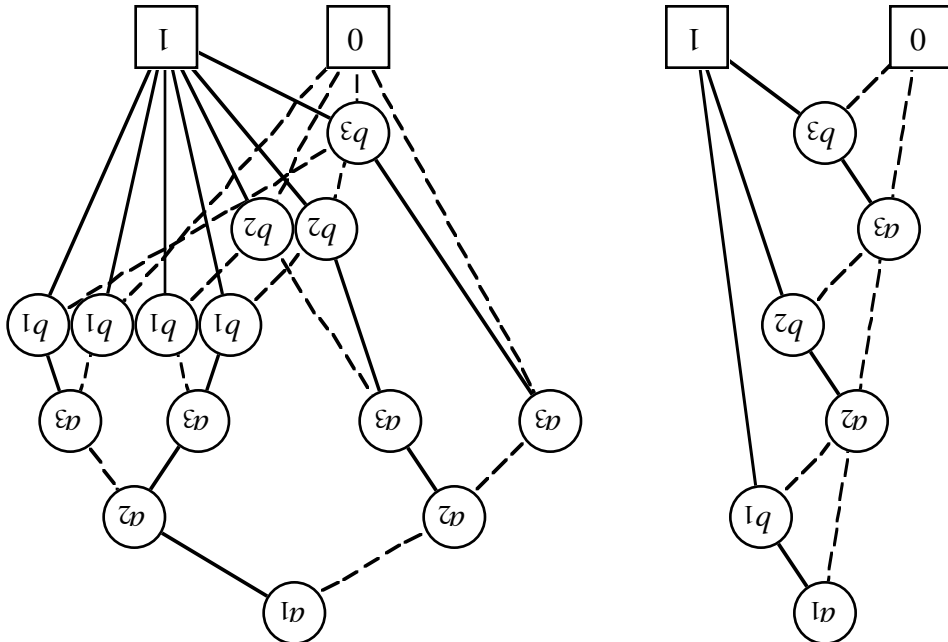 a1 a1
b1 a2 a2
a2 a3 a3 a3 a3
b2 b1 b1 b1 b1
a3 b2 b2
b3 b3
0 1 0 1